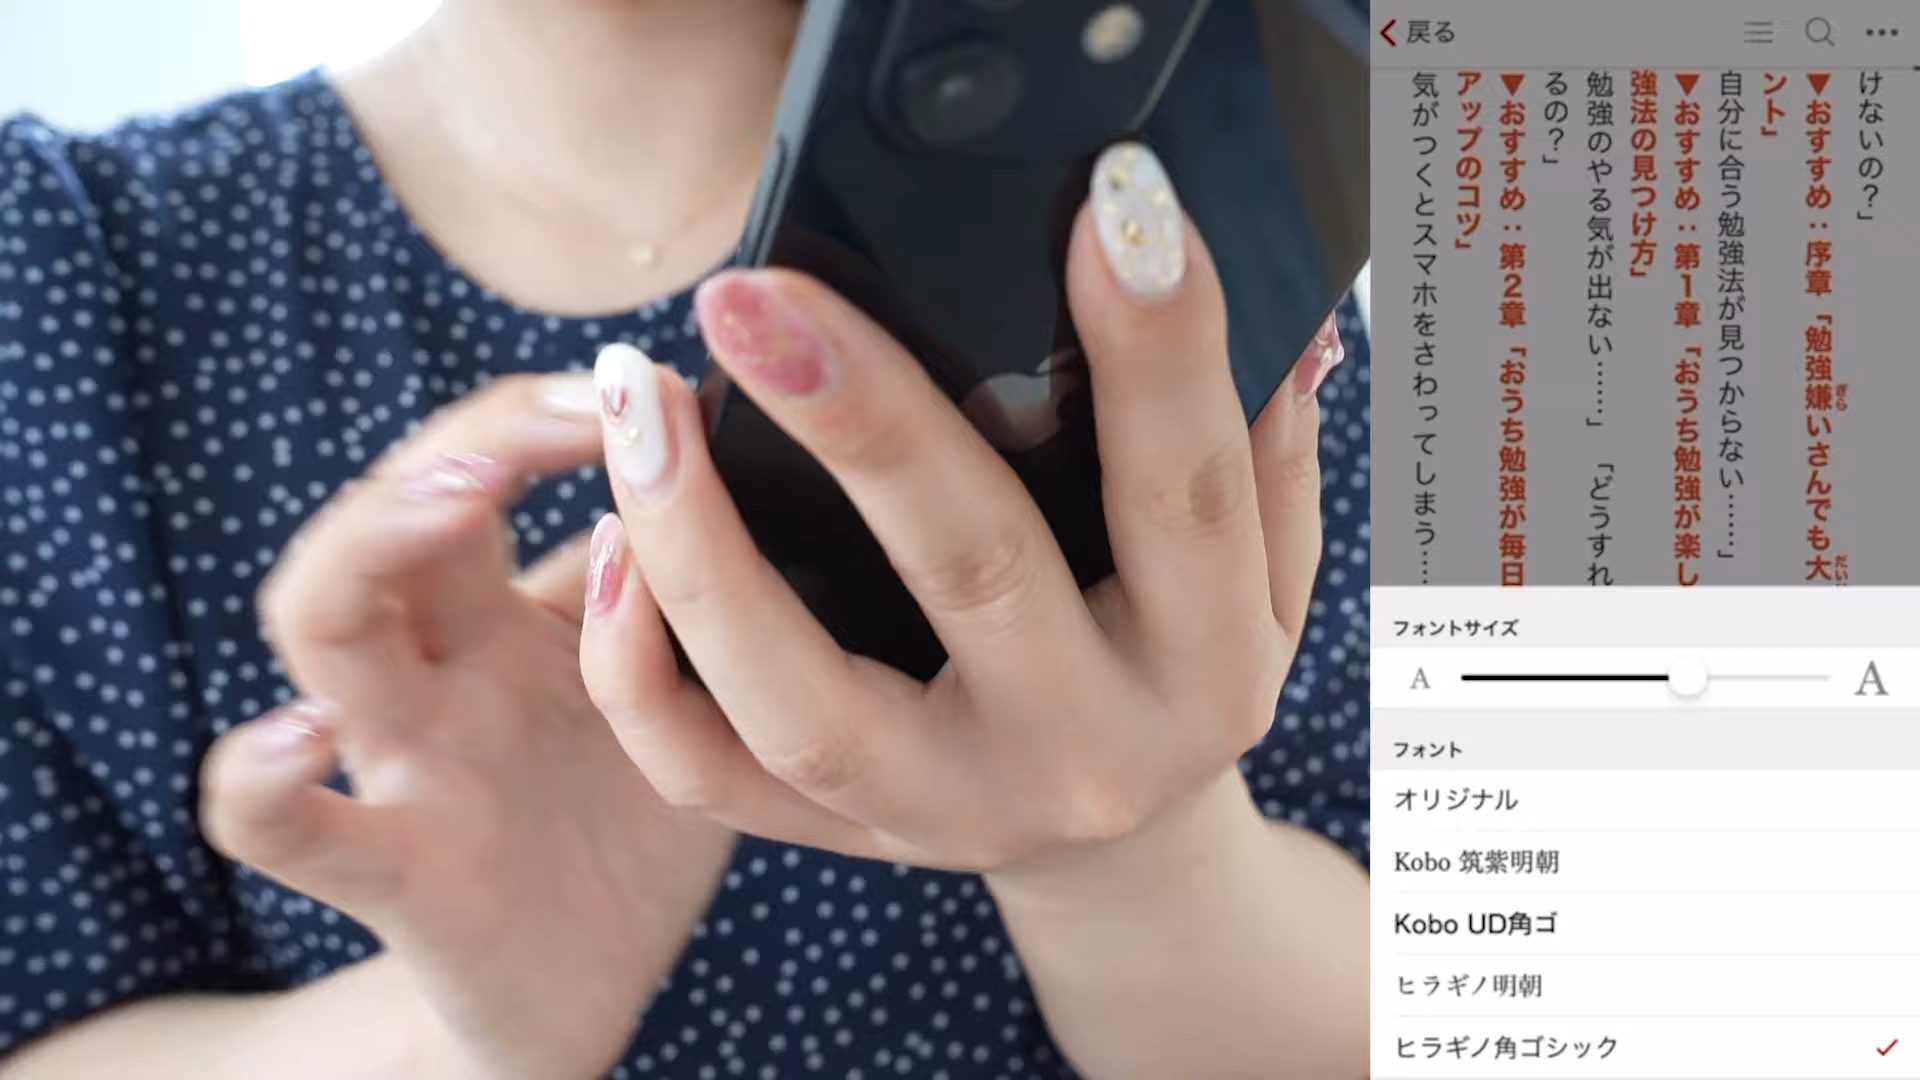 戻る
けないの？」
▼おすすめ：序章「勉強嫌いさんでも大
ぎら
だい
ント」
自分に合う勉強法が見つからない……」
▼おすすめ：第1章「おうち勉強が楽し
強法の見つけ方」
勉強のやる気が出ない……」「どうすれ
るの？」
▼おすすめ：第2章「おうち勉強が毎日
アップのコツ」
気がつくとスマホをさわってしまう……
フォントサイズ
A
A
フォント
オリジナル
Kobo 筑紫明朝
Kobo UD角ゴ
ヒラギノ明朝
ヒラギノ角ゴシック